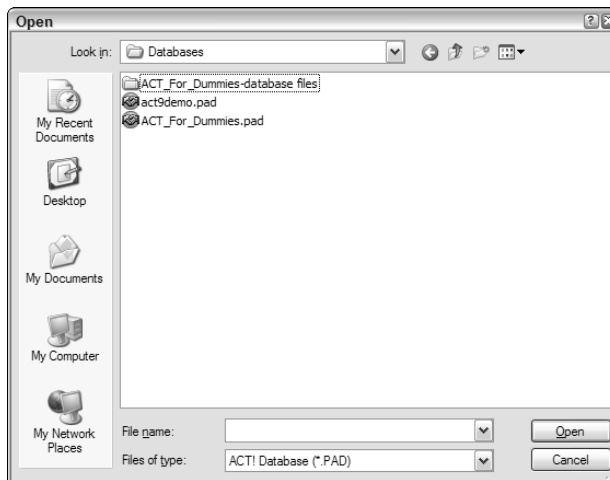 Open
Look in: Databases
ACT_For_Dummies-database files
act9demo.pad
ACT_For_Dummies.pad
My Recent
Documents
Desktop
My Documents
My Computer
My Network
Places
File name:
Open
Files of type: ACT! Database (*.PAD)
Cancel